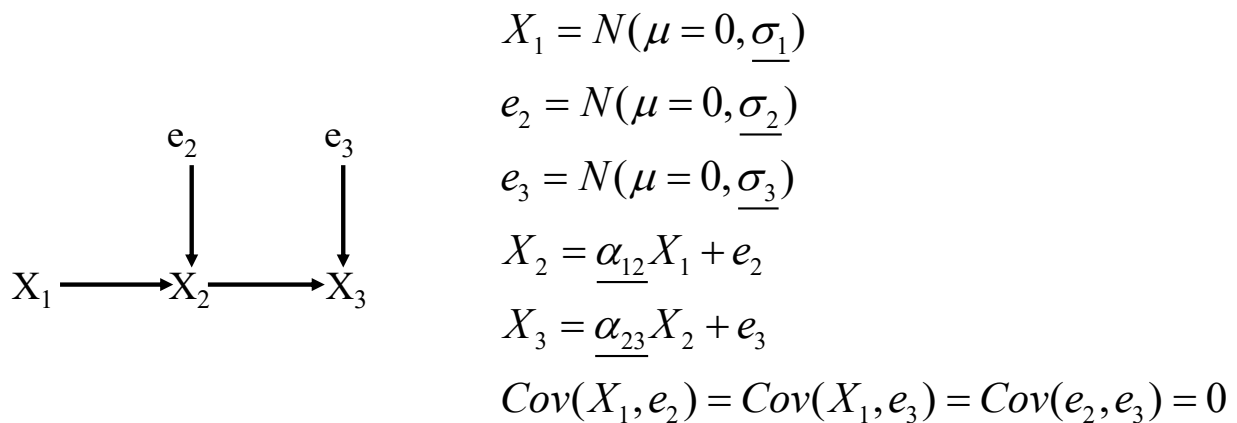 X₁ = N(μ = 0, σ₁)
e₂ = N(μ = 0, σ₂)
e₂ e₃
e₃ = N(μ = 0, σ₃)
X₂ = α₁₂X₁ + e₂
X₁ X₂ X₃
X₃ = α₂₃X₂ + e₃
Cov(X₁, e₂) = Cov(X₁, e₃) = Cov(e₂, e₃) = 0